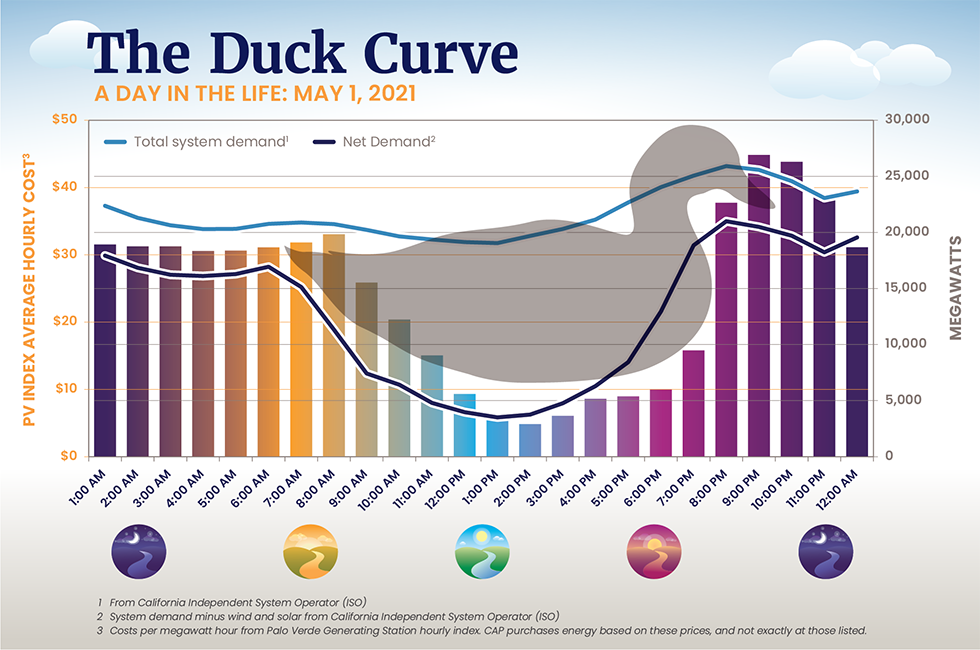 The Duck Curve
A DAY IN THE LIFE: MAY 1, 2021
PV INDEX AVERAGE HOURLY COST³
$50
$40
$30
$20
$10
$0
Total system demand¹ Net Demand²
30,000
25,000
20,000
15,000
10,000
5,000
0
MEGAWATTS
1:00 AM 2:00 AM 3:00 AM 4:00 AM 5:00 AM 6:00 AM 7:00 AM 8:00 AM 9:00 AM 10:00 AM 11:00 AM 12:00 PM 1:00 PM 2:00 PM 3:00 PM 4:00 PM 5:00 PM 6:00 PM 7:00 PM 8:00 PM 9:00 PM 10:00 PM 11:00 PM 12:00 AM
1 From California Independent System Operator (ISO)
2 System demand minus wind and solar from California Independent System Operator (ISO)
3 Costs per megawatt hour from Palo Verde Generating Station hourly index. CAP purchases energy based on these prices, and not exactly at those listed.